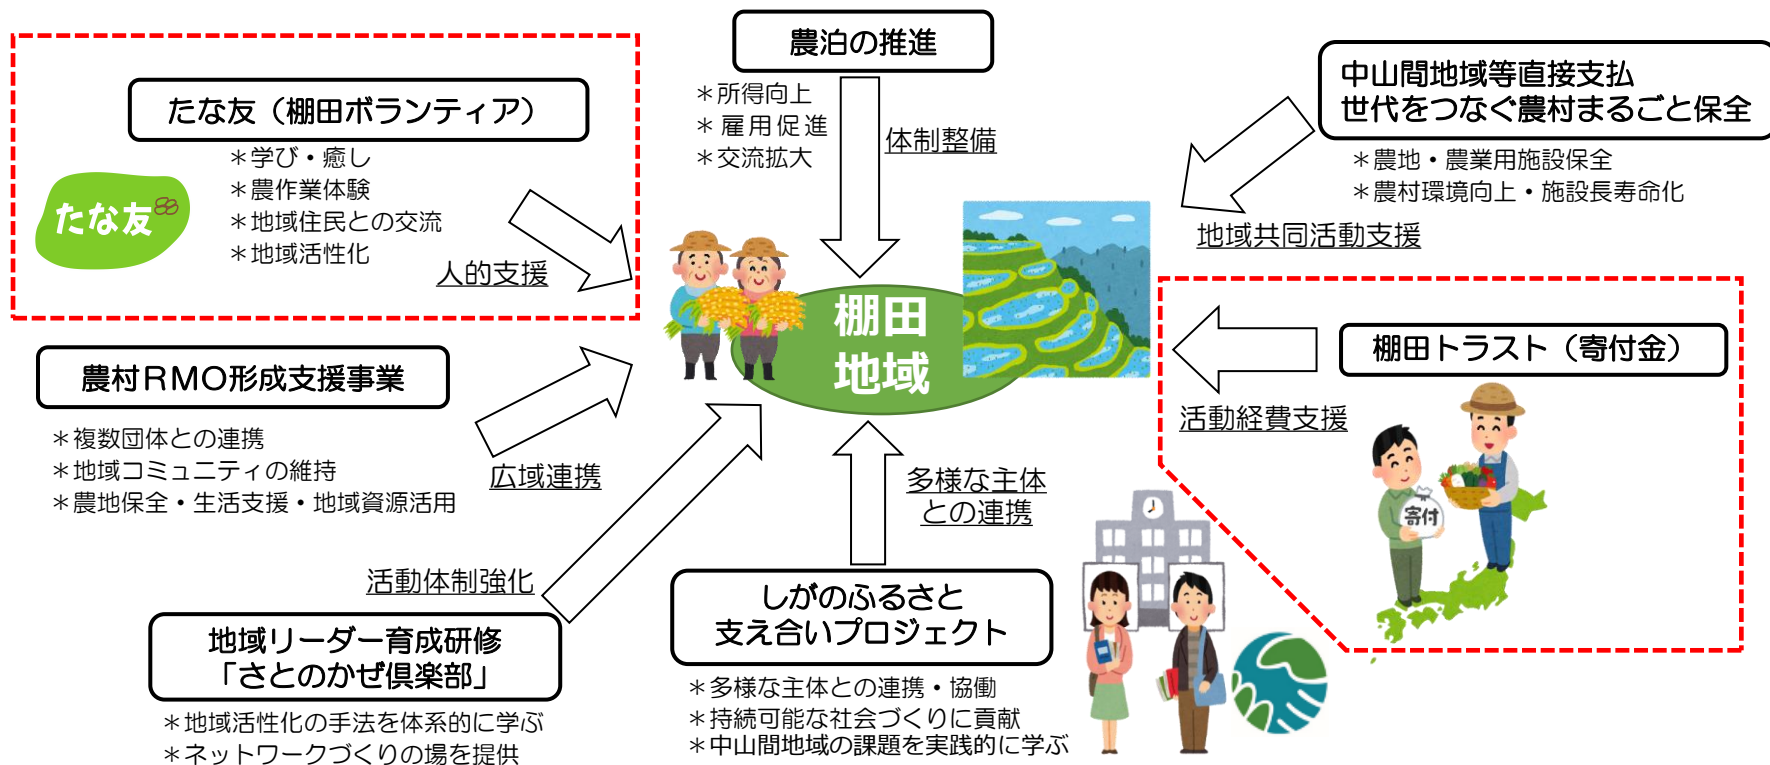 農泊の推進
＊所得向上
＊雇用促進
＊交流拡大
体制整備
たな友（棚田ボランティア）
＊学び・癒し
＊農作業体験
＊地域住民との交流
＊地域活性化
たな友
人的支援
中山間地域等直接支払
世代をつなぐ農村まるごと保全
＊農地・農業用施設保全
＊農村環境向上・施設長寿命化
地域共同活動支援
棚田
地域
棚田トラスト（寄付金）
活動経費支援
寄付
農村ＲＭＯ形成支援事業
＊複数団体との連携
＊地域コミュニティの維持
＊農地保全・生活支援・地域資源活用
広域連携
活動体制強化
地域リーダー育成研修
「さとのかぜ倶楽部」
＊地域活性化の手法を体系的に学ぶ
＊ネットワークづくりの場を提供
多様な主体
との連携
しがのふるさと
支え合いプロジェクト
＊多様な主体との連携・協働
＊持続可能な社会づくりに貢献
＊中山間地域の課題を実践的に学ぶ